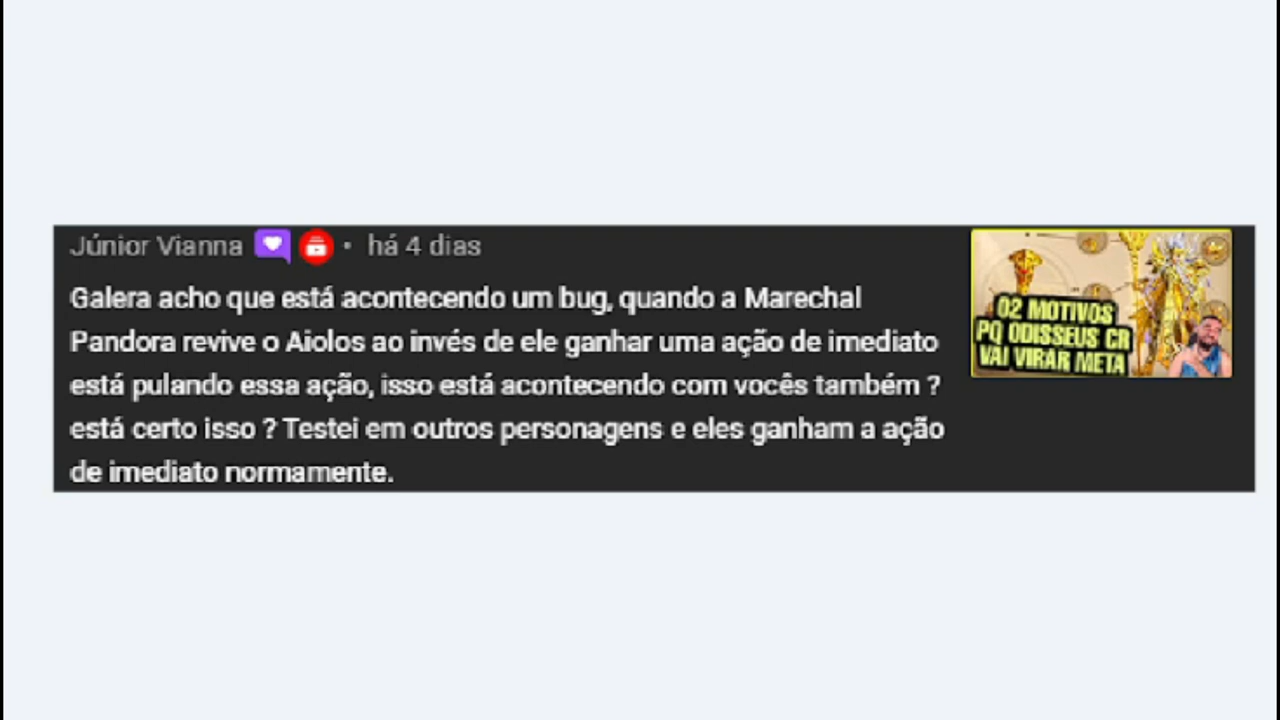 Júnior Vianna • há 4 dias
Galera acho que está acontecendo um bug, quando a Marechal
Pandora revive o Aiolos ao invés de ele ganhar uma ação de imediato
está pulando essa ação, isso está acontecendo com vocês também ?
está certo isso ? Testei em outros personagens e eles ganham a ação
de imediato normamente.
02 MOTIVOS
PQ ODISSEUS CR
VAI VIRAR META